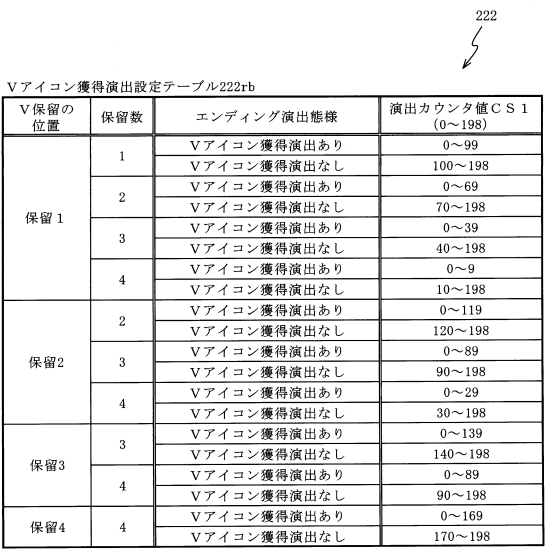 222
Vアイコン獲得演出設定テーブル222rb
V保留の位置 保留数 エンディング演出態様 演出カウンタ値CS1 (0～198)
保留1 1 Vアイコン獲得演出あり 0～99
Vアイコン獲得演出なし 100～198
2 Vアイコン獲得演出あり 0～69
Vアイコン獲得演出なし 70～198
3 Vアイコン獲得演出あり 0～39
Vアイコン獲得演出なし 40～198
4 Vアイコン獲得演出あり 0～9
Vアイコン獲得演出なし 10～198
保留2 2 Vアイコン獲得演出あり 0～119
Vアイコン獲得演出なし 120～198
3 Vアイコン獲得演出あり 0～89
Vアイコン獲得演出なし 90～198
4 Vアイコン獲得演出あり 0～29
Vアイコン獲得演出なし 30～198
保留3 3 Vアイコン獲得演出あり 0～139
Vアイコン獲得演出なし 140～198
4 Vアイコン獲得演出あり 0～89
Vアイコン獲得演出なし 90～198
保留4 4 Vアイコン獲得演出あり 0～169
Vアイコン獲得演出なし 170～198